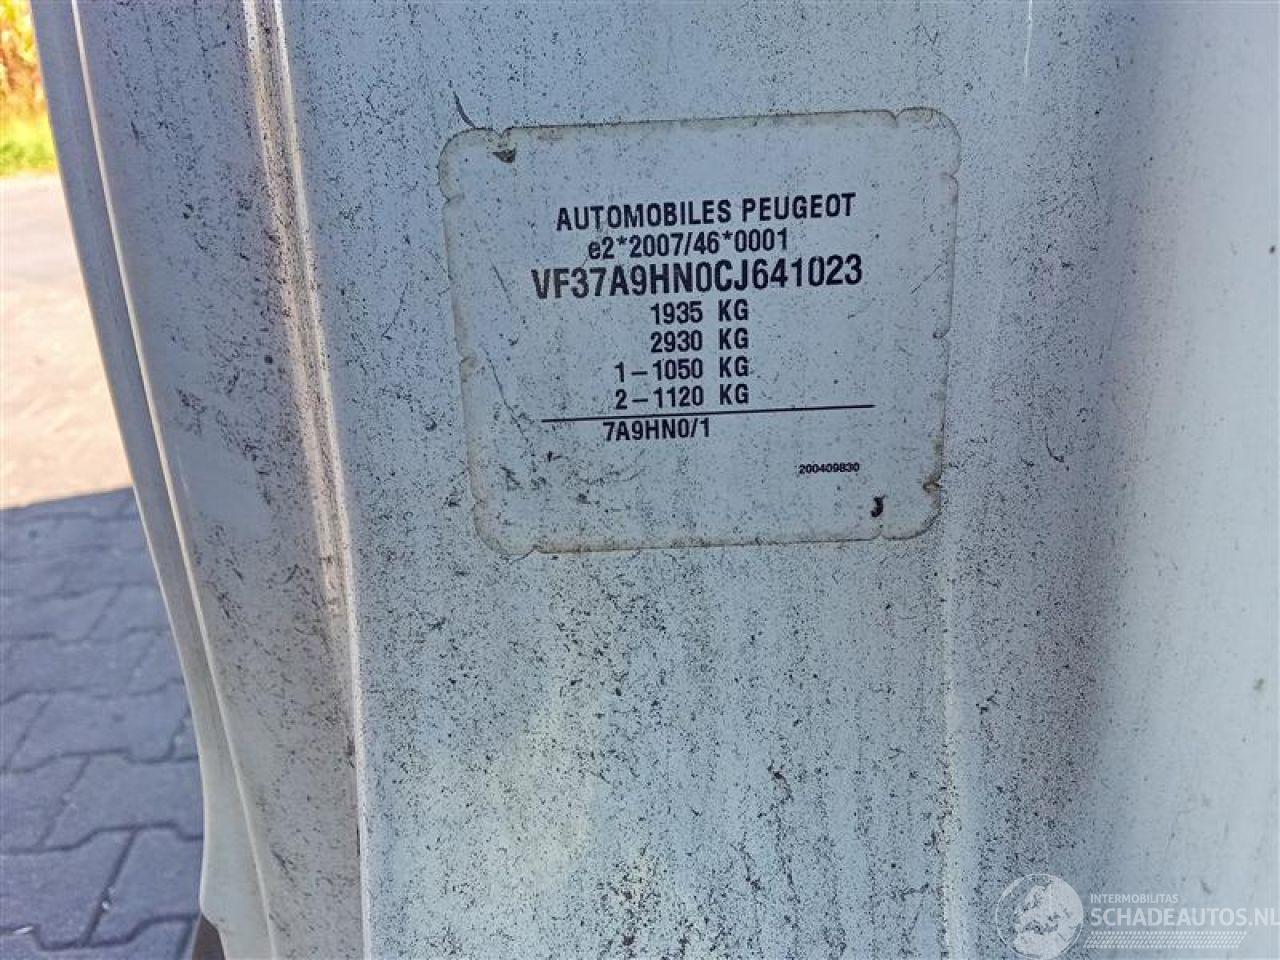 AUTOMOBILES PEUGEOT
e2*2007/46*0001
VF37A9HN0CJ641023
1935 KG
2930 KG
1-1050 KG
2-1120 KG
7A9HN0/1
200409830
INTERMOBILITAS
SCHADEAUTOS.NL